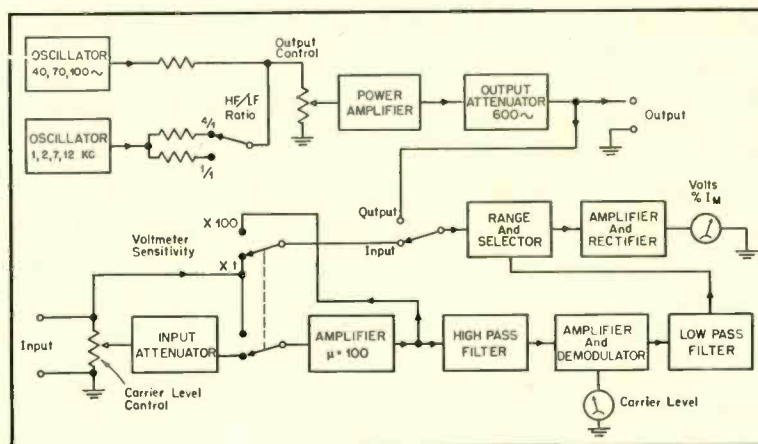 OSCILLATOR
40, 70, 100~
Output
Control
HF/LF
Ratio
4/1
1/1
OSCILLATOR
1, 2, 7, 12 KC
POWER
AMPLIFIER
OUTPUT
ATTENUATOR
600~
Output
Volts
% IM
Output
Input
X 100
Voltmeter
Sensitivity
X 1
RANGE
And
SELECTOR
AMPLIFIER
And
RECTIFIER
Input
INPUT
ATTENUATOR
AMPLIFIER
µ = 100
HIGH PASS
FILTER
AMPLIFIER
And
DEMODULATOR
LOW PASS
FILTER
Carrier Level
Control
Carrier Level